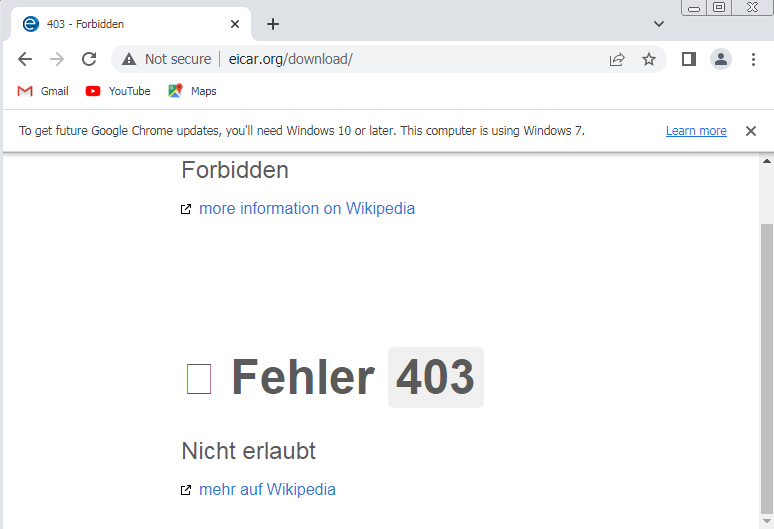 403 - Forbidden
Not secure eicar.org/download/
Gmail YouTube Maps
To get future Google Chrome updates, you'll need Windows 10 or later. This computer is using Windows 7. Learn more
Forbidden
more information on Wikipedia
Fehler 403
Nicht erlaubt
mehr auf Wikipedia